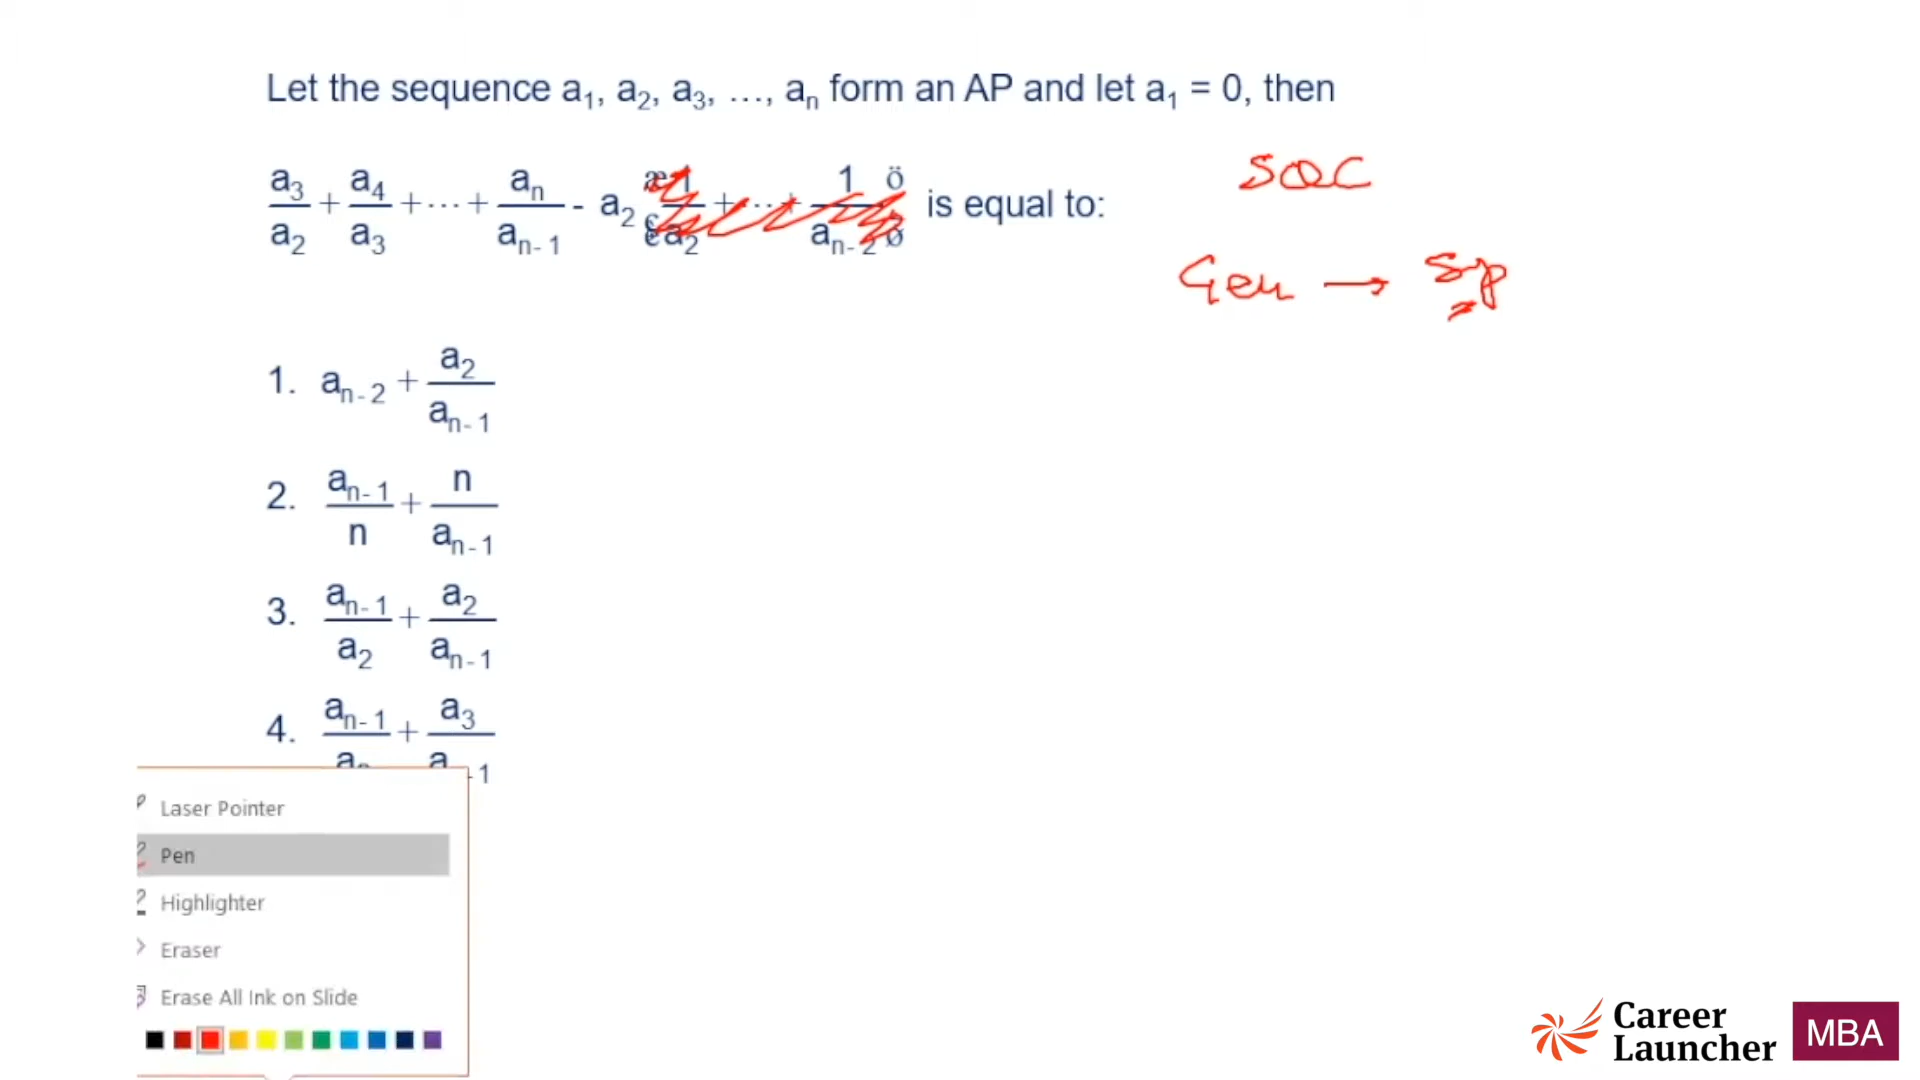 Let the sequence a₁, a₂, a₃, …, aₙ form an AP and let a₁ = 0, then
a₃/a₂ + a₄/a₃ + ⋯ + aₙ/aₙ₋₁ - a₂ (1/a₂ + ⋯ + 1/aₙ₋₂) is equal to:
SQC
Gen → Sp
1. aₙ₋₂ + a₂/aₙ₋₁
2. aₙ₋₁/n + n/aₙ₋₁
3. aₙ₋₁/a₂ + a₂/aₙ₋₁
4. aₙ₋₁/a + a₃/a₋₁
Laser Pointer
Pen
Highlighter
Eraser
Erase All Ink on Slide
Career Launcher MBA